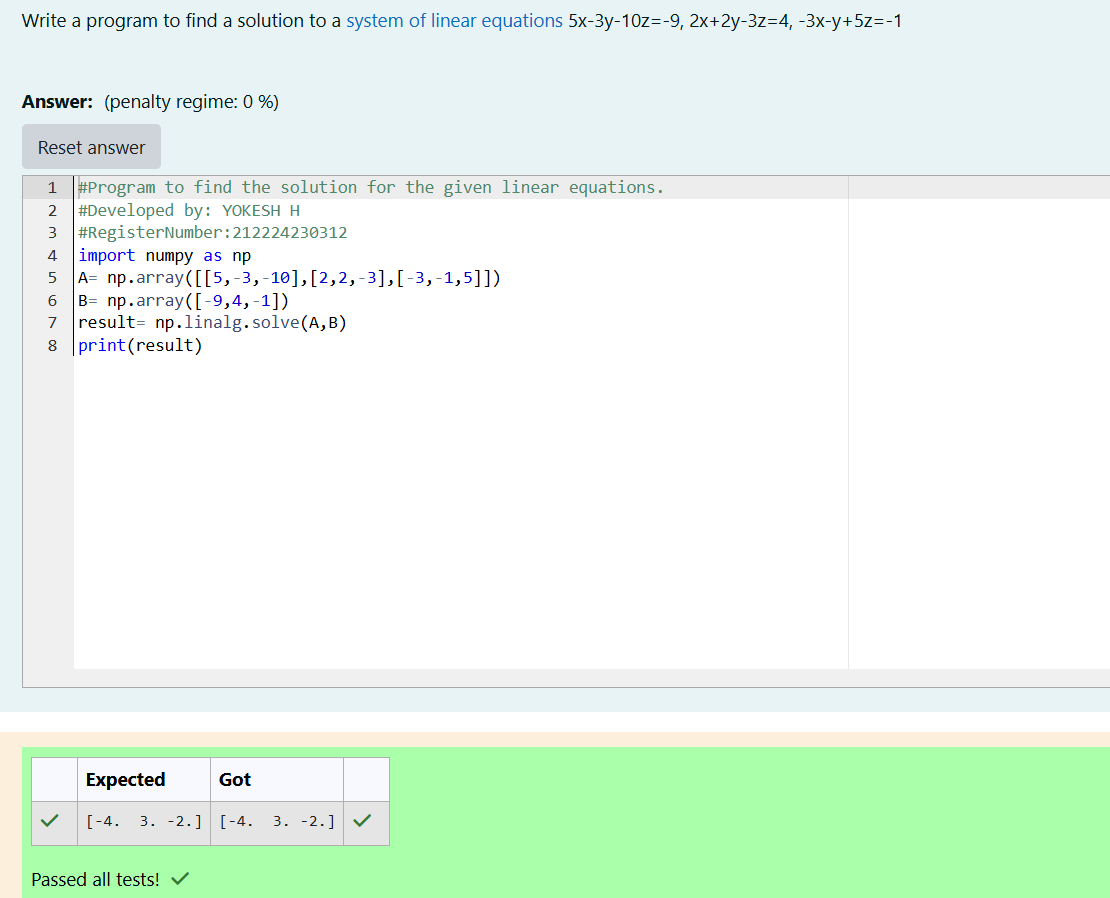 Write a program to find a solution to a system of linear equations 5x-3y-10z=-9, 2x+2y-3z=4, -3x-y+5z=-1
Answer: (penalty regime: 0 %)
Reset answer
1 #Program to find the solution for the given linear equations.
2 #Developed by: YOKESH H
3 #RegisterNumber:212224230312
4 import numpy as np
5 A= np.array([[5,-3,-10],[2,2,-3],[-3,-1,5]])
6 B= np.array([-9,4,-1])
7 result= np.linalg.solve(A,B)
8 print(result)
Expected Got
[-4.  3. -2.] [-4.  3. -2.]
Passed all tests!